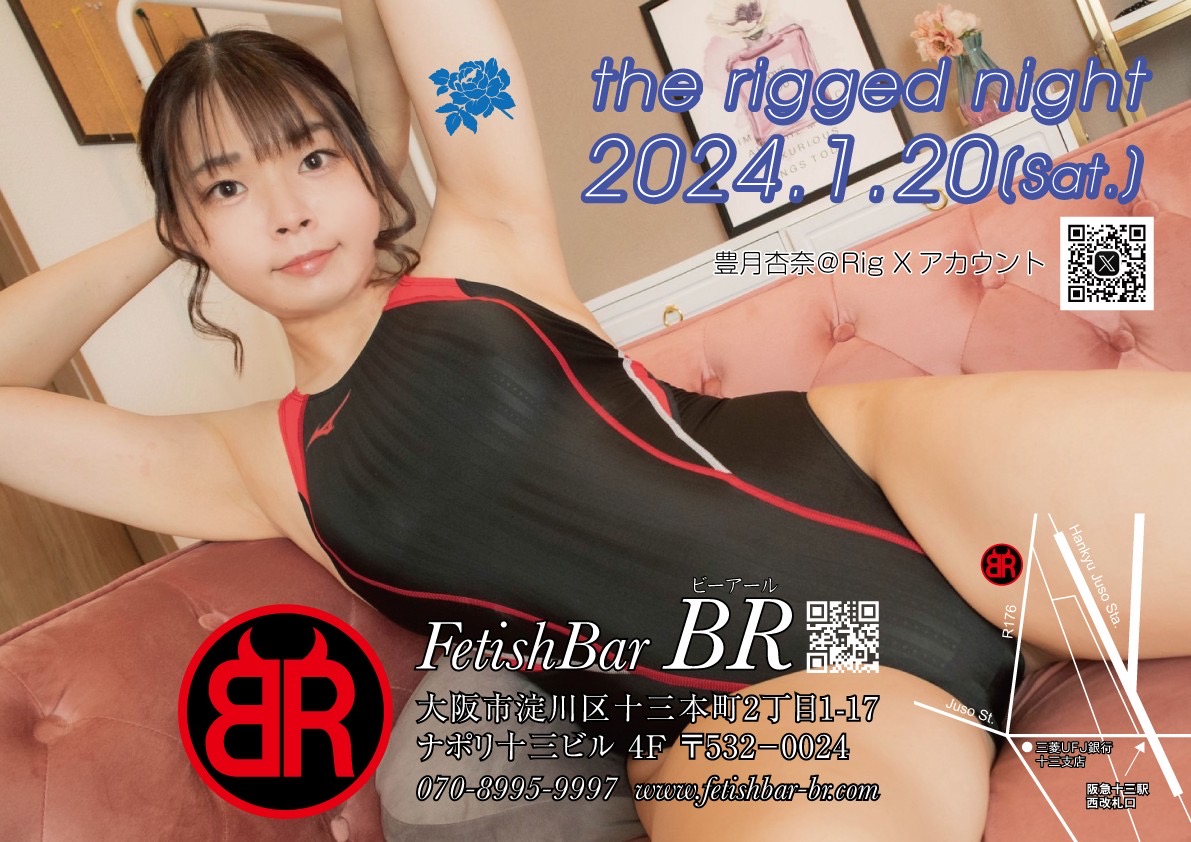 the rigged night
2024.1.20(Sat.)
豊月杏奈@Rig X アカウント
ビーアール
FetishBar BR
大阪市淀川区十三本町2丁目1-17
ナポリ十三ビル 4F 〒532-0024
070-8995-9997 www.fetishbar-br.com
BR
BR
Hankyu Juso Sta.
R176
Juso St.
三菱UFJ銀行
十三支店
阪急十三駅
西改札口